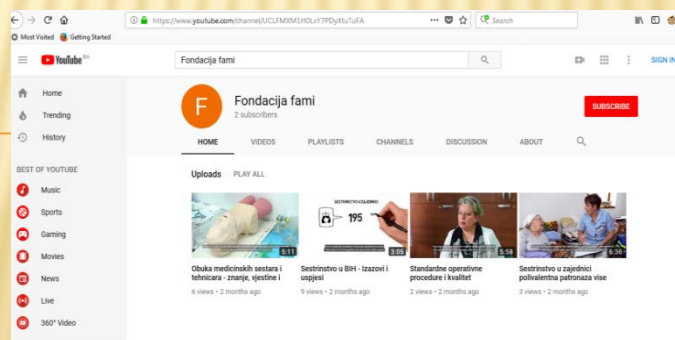 https://www.youtube.com/channel/UCLFMXM1H0LxY7PDyXtuTuFA
Search
Most Visited Getting Started
YouTube BA
Fondacija fami
SIGN IN
Home
Trending
History
BEST OF YOUTUBE
Music
Sports
Gaming
Movies
News
Live
360° Video
F
Fondacija fami
2 subscribers
SUBSCRIBE
HOME VIDEOS PLAYLISTS CHANNELS DISCUSSION ABOUT
Uploads PLAY ALL
5:11
195
3:05
5:58
6:38
Obuka medicinskih sestara i
tehnicara - znanje, vjestine i
6 views • 2 months ago
Sestrinstvo u BIH - Izazovi i
uspjesi
9 views • 2 months ago
Standardne operativne
procedure i kvalitet
2 views • 2 months ago
Sestrinstvo u zajednici
polivalentna patronaza vise
3 views • 2 months ago